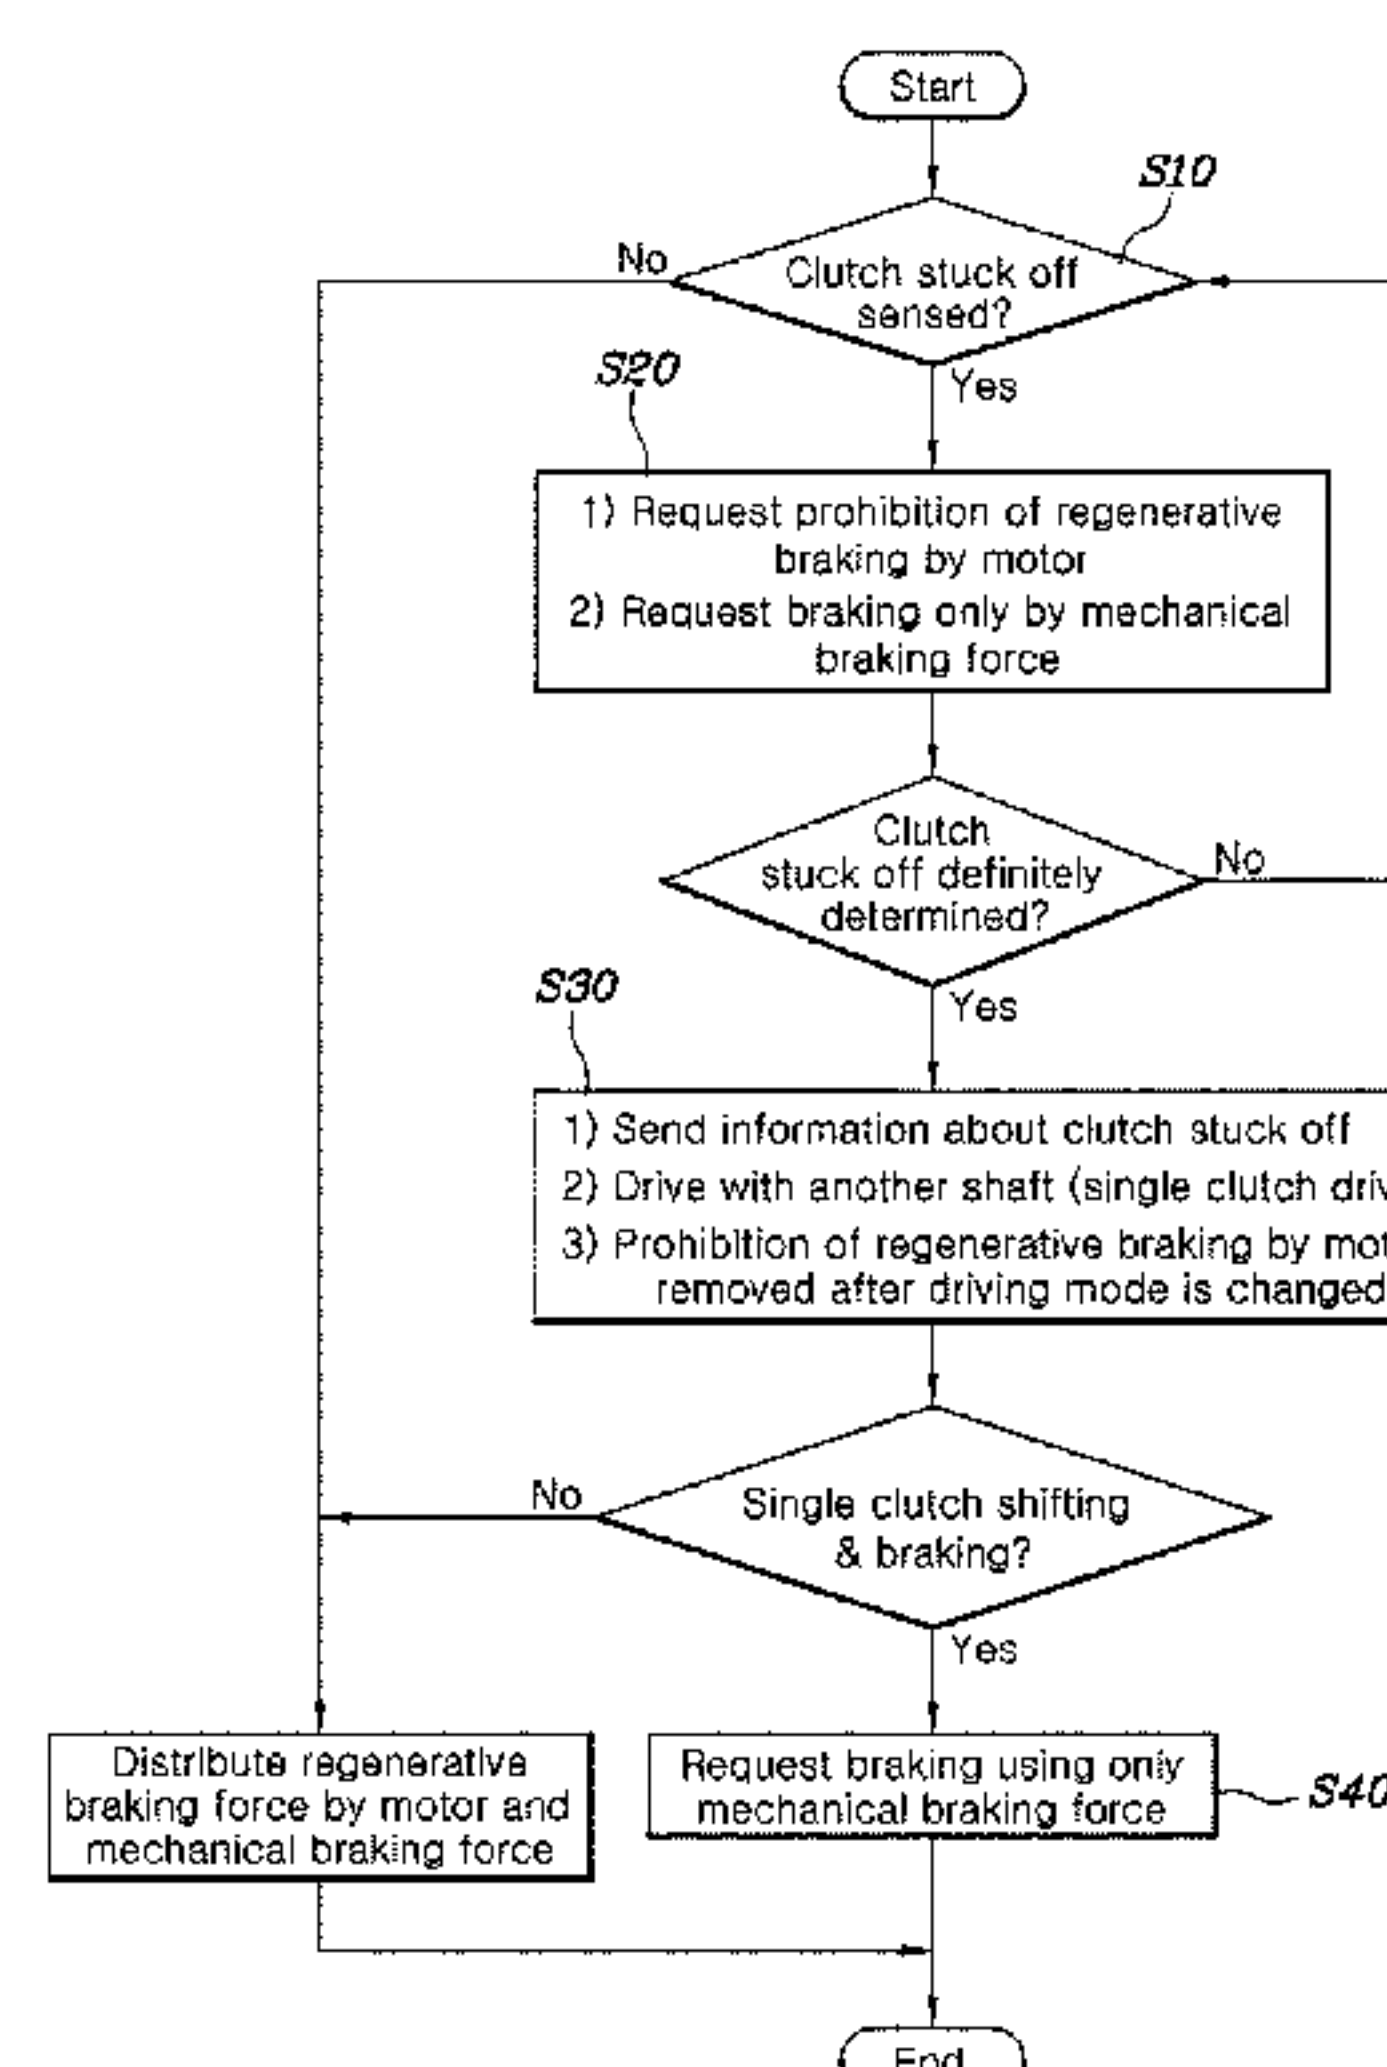 Start
S10
No
Clutch stuck off
sensed?
S20
Yes
1) Request prohibition of regenerative
braking by motor
2) Request braking only by mechanical
braking force
Clutch
stuck off definitely
determined?
No
S30
Yes
1) Send information about clutch stuck off
2) Drive with another shaft (single clutch
3) Prohibition of regenerative braking by
removed after driving mode is changed
No
Single clutch shifting
& braking?
Yes
Distribute regenerative
braking force by motor and
mechanical braking force
Request braking using only
mechanical braking force
S40
End